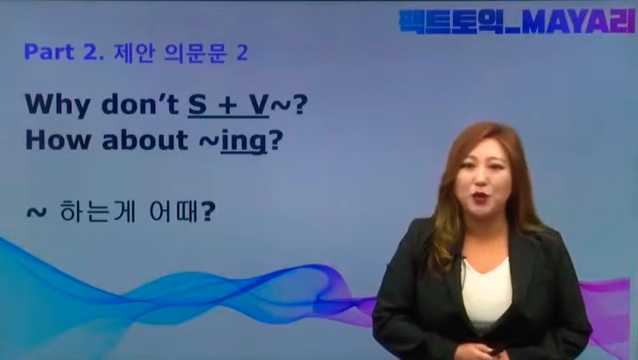 팩트토익_MAYA리
Part 2. 제안 의문문 2
Why don’t S + V~?
How about ~ing?
~ 하는게 어때?